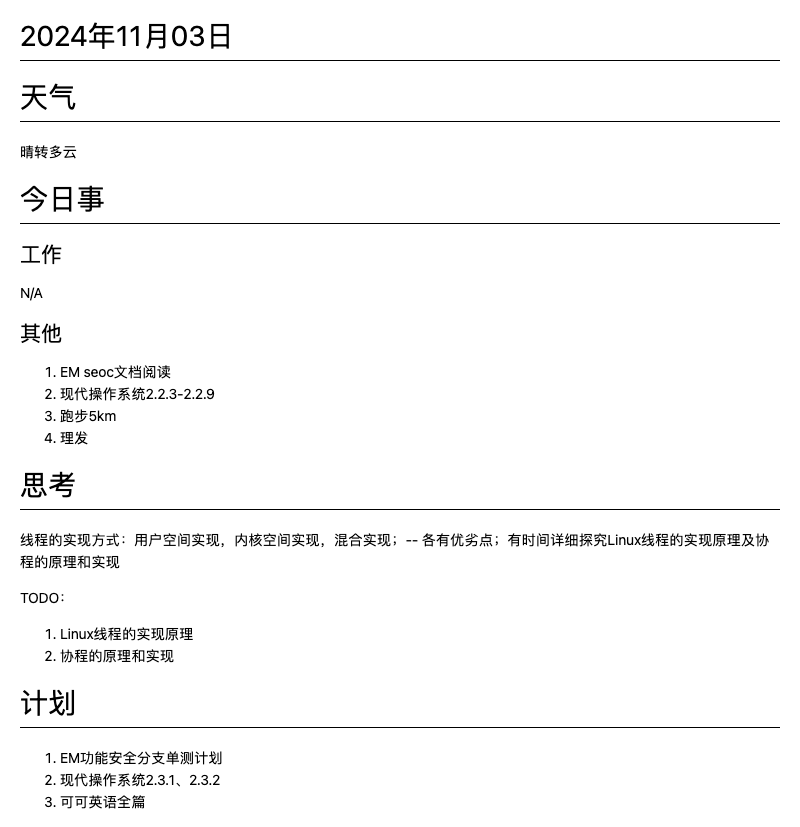 2024年11月03日
天气
晴转多云
今日事
工作
N/A
其他
1. EM seoc文档阅读
2. 现代操作系统2.2.3-2.2.9
3. 跑步5km
4. 理发
思考
线程的实现方式：用户空间实现，内核空间实现，混合实现；-- 各有优劣点；有时间详细探究Linux线程的实现原理及协
程的原理和实现
TODO：
1. Linux线程的实现原理
2. 协程的原理和实现
计划
1. EM功能安全分支单测计划
2. 现代操作系统2.3.1、2.3.2
3. 可可英语全篇